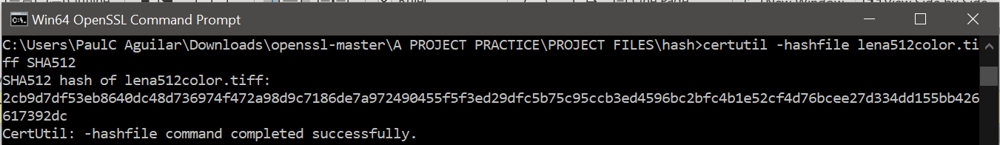 Win64 OpenSSL Command Prompt
C:\Users\PaulC Aguilar\Downloads\openssl-master\A PROJECT PRACTICE\PROJECT FILES\hash>certutil -hashfile lena512color.ti
ff SHA512
SHA512 hash of lena512color.tiff:
2cb9d7df53eb8640dc48d736974f472a98d9c7186de7a972490455f5f3ed29dfc5b75c95ccb3ed4596bc2bfc4b1e52cf4d76bcee27d334dd155bb426
617392dc
CertUtil: -hashfile command completed successfully.